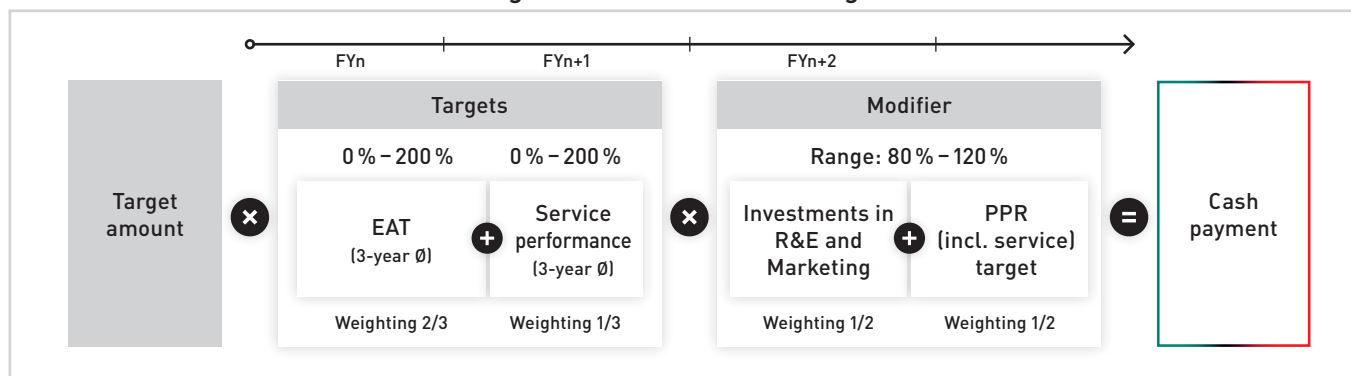 FYn
FYn+1
FYn+2
Targets
Modifier
0 % – 200 %
0 % – 200 %
Range: 80 % – 120 %
Target
amount
×
EAT
(3-year Ø)
+
Service
performance
(3-year Ø)
×
Investments in
R&E and
Marketing
+
PPR
(incl. service)
target
=
Cash
payment
Weighting 2/3
Weighting 1/3
Weighting 1/2
Weighting 1/2